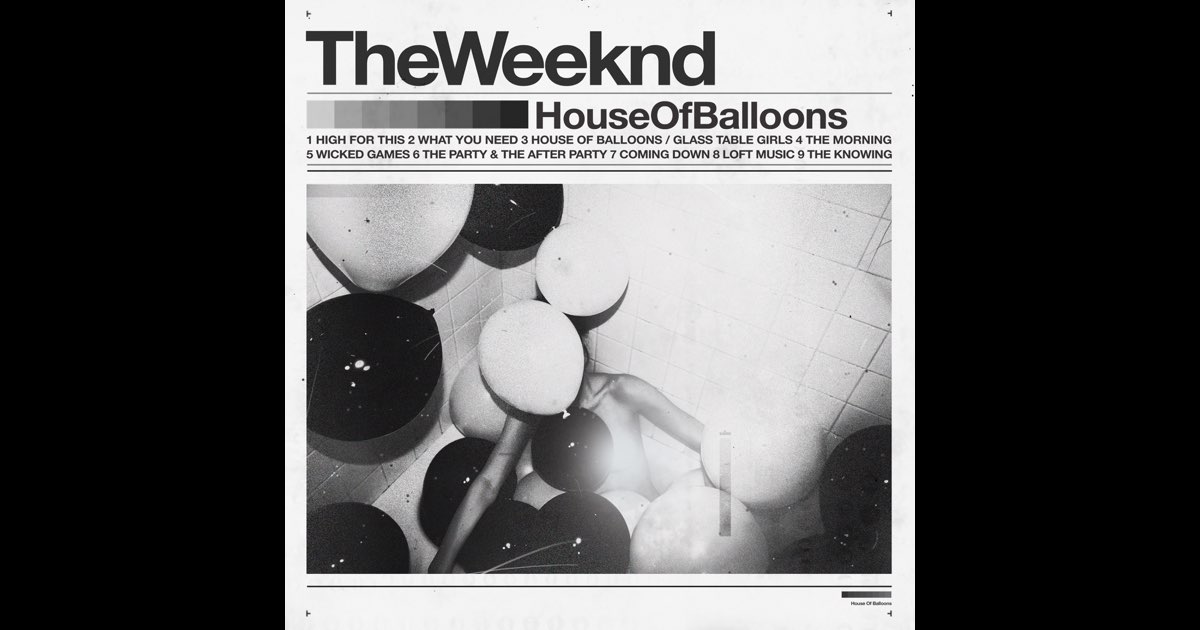 TheWeeknd
HouseOfBalloons
1 HIGH FOR THIS 2 WHAT YOU NEED 3 HOUSE OF BALLOONS / GLASS TABLE GIRLS 4 THE MORNING
5 WICKED GAMES 6 THE PARTY & THE AFTER PARTY 7 COMING DOWN 8 LOFT MUSIC 9 THE KNOWING
House Of Balloons